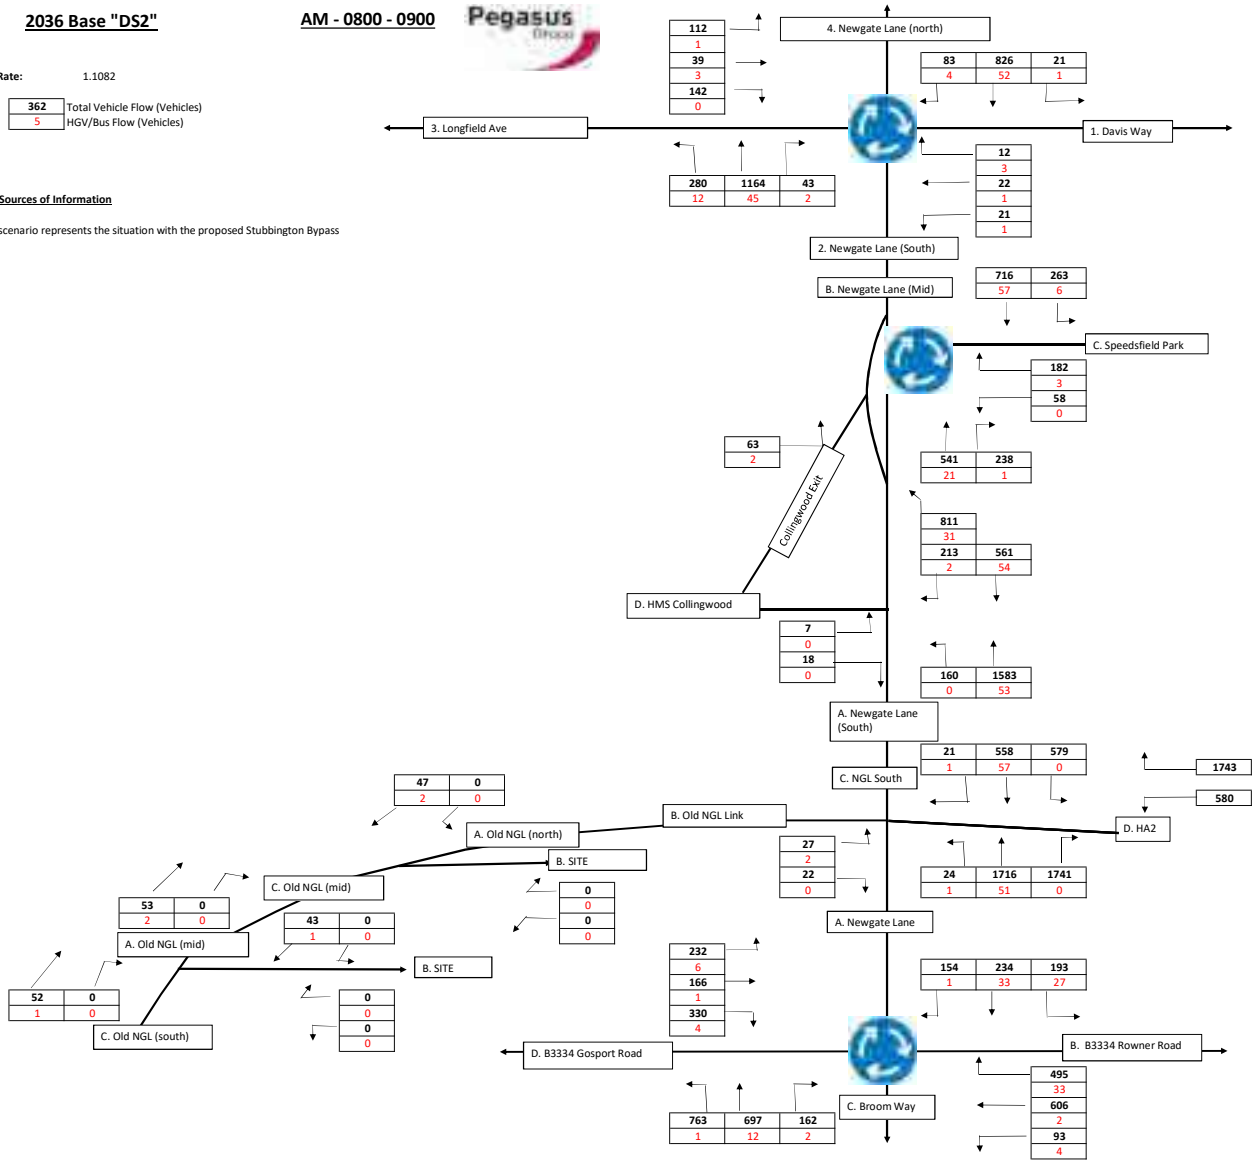 2036 Base "DS2"
AM - 0800 - 0900
Pegasus
Group
Rate: 1.1082
362 Total Vehicle Flow (Vehicles)
5 HGV/Bus Flow (Vehicles)
Sources of Information
scenario represents the situation with the proposed Stubbington Bypass
112
1
39
3
142
0
4. Newgate Lane (north)
83 826 21
4 52 1
3. Longfield Ave
1. Davis Way
280 1164 43
12 45 2
12
3
22
1
21
1
2. Newgate Lane (South)
B. Newgate Lane (Mid)
716 263
57 6
C. Speedsfield Park
182
3
58
0
63
2
541 238
21 1
Collingwood Exit
811
31
213 561
2 54
D. HMS Collingwood
7
0
18
0
160 1583
0 53
A. Newgate Lane
(South)
C. NGL South
21 558 579
1 57 0
1743
580
47 0
2 0
B. Old NGL Link
D. HA2
A. Old NGL (north)
B. SITE
27
2
22
0
24 1716 1741
1 51 0
C. Old NGL (mid)
0
0
0
0
53 0
2 0
43 0
1 0
A. Newgate Lane
A. Old NGL (mid)
B. SITE
232
6
166
1
330
4
154 234 193
1 33 27
52 0
1 0
0
0
0
0
C. Old NGL (south)
D. B3334 Gosport Road
B. B3334 Rowner Road
C. Broom Way
763 697 162
1 12 2
495
33
606
2
93
4